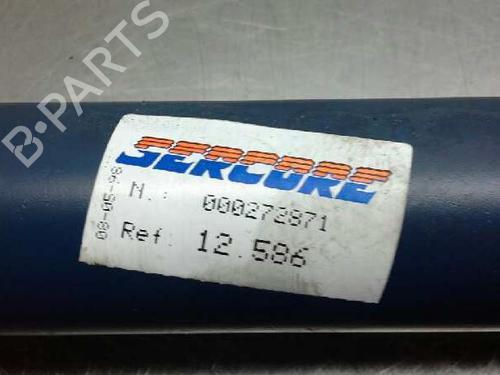 B-PARTS
SERCORE
N.: 000272871
Ref. 12.586